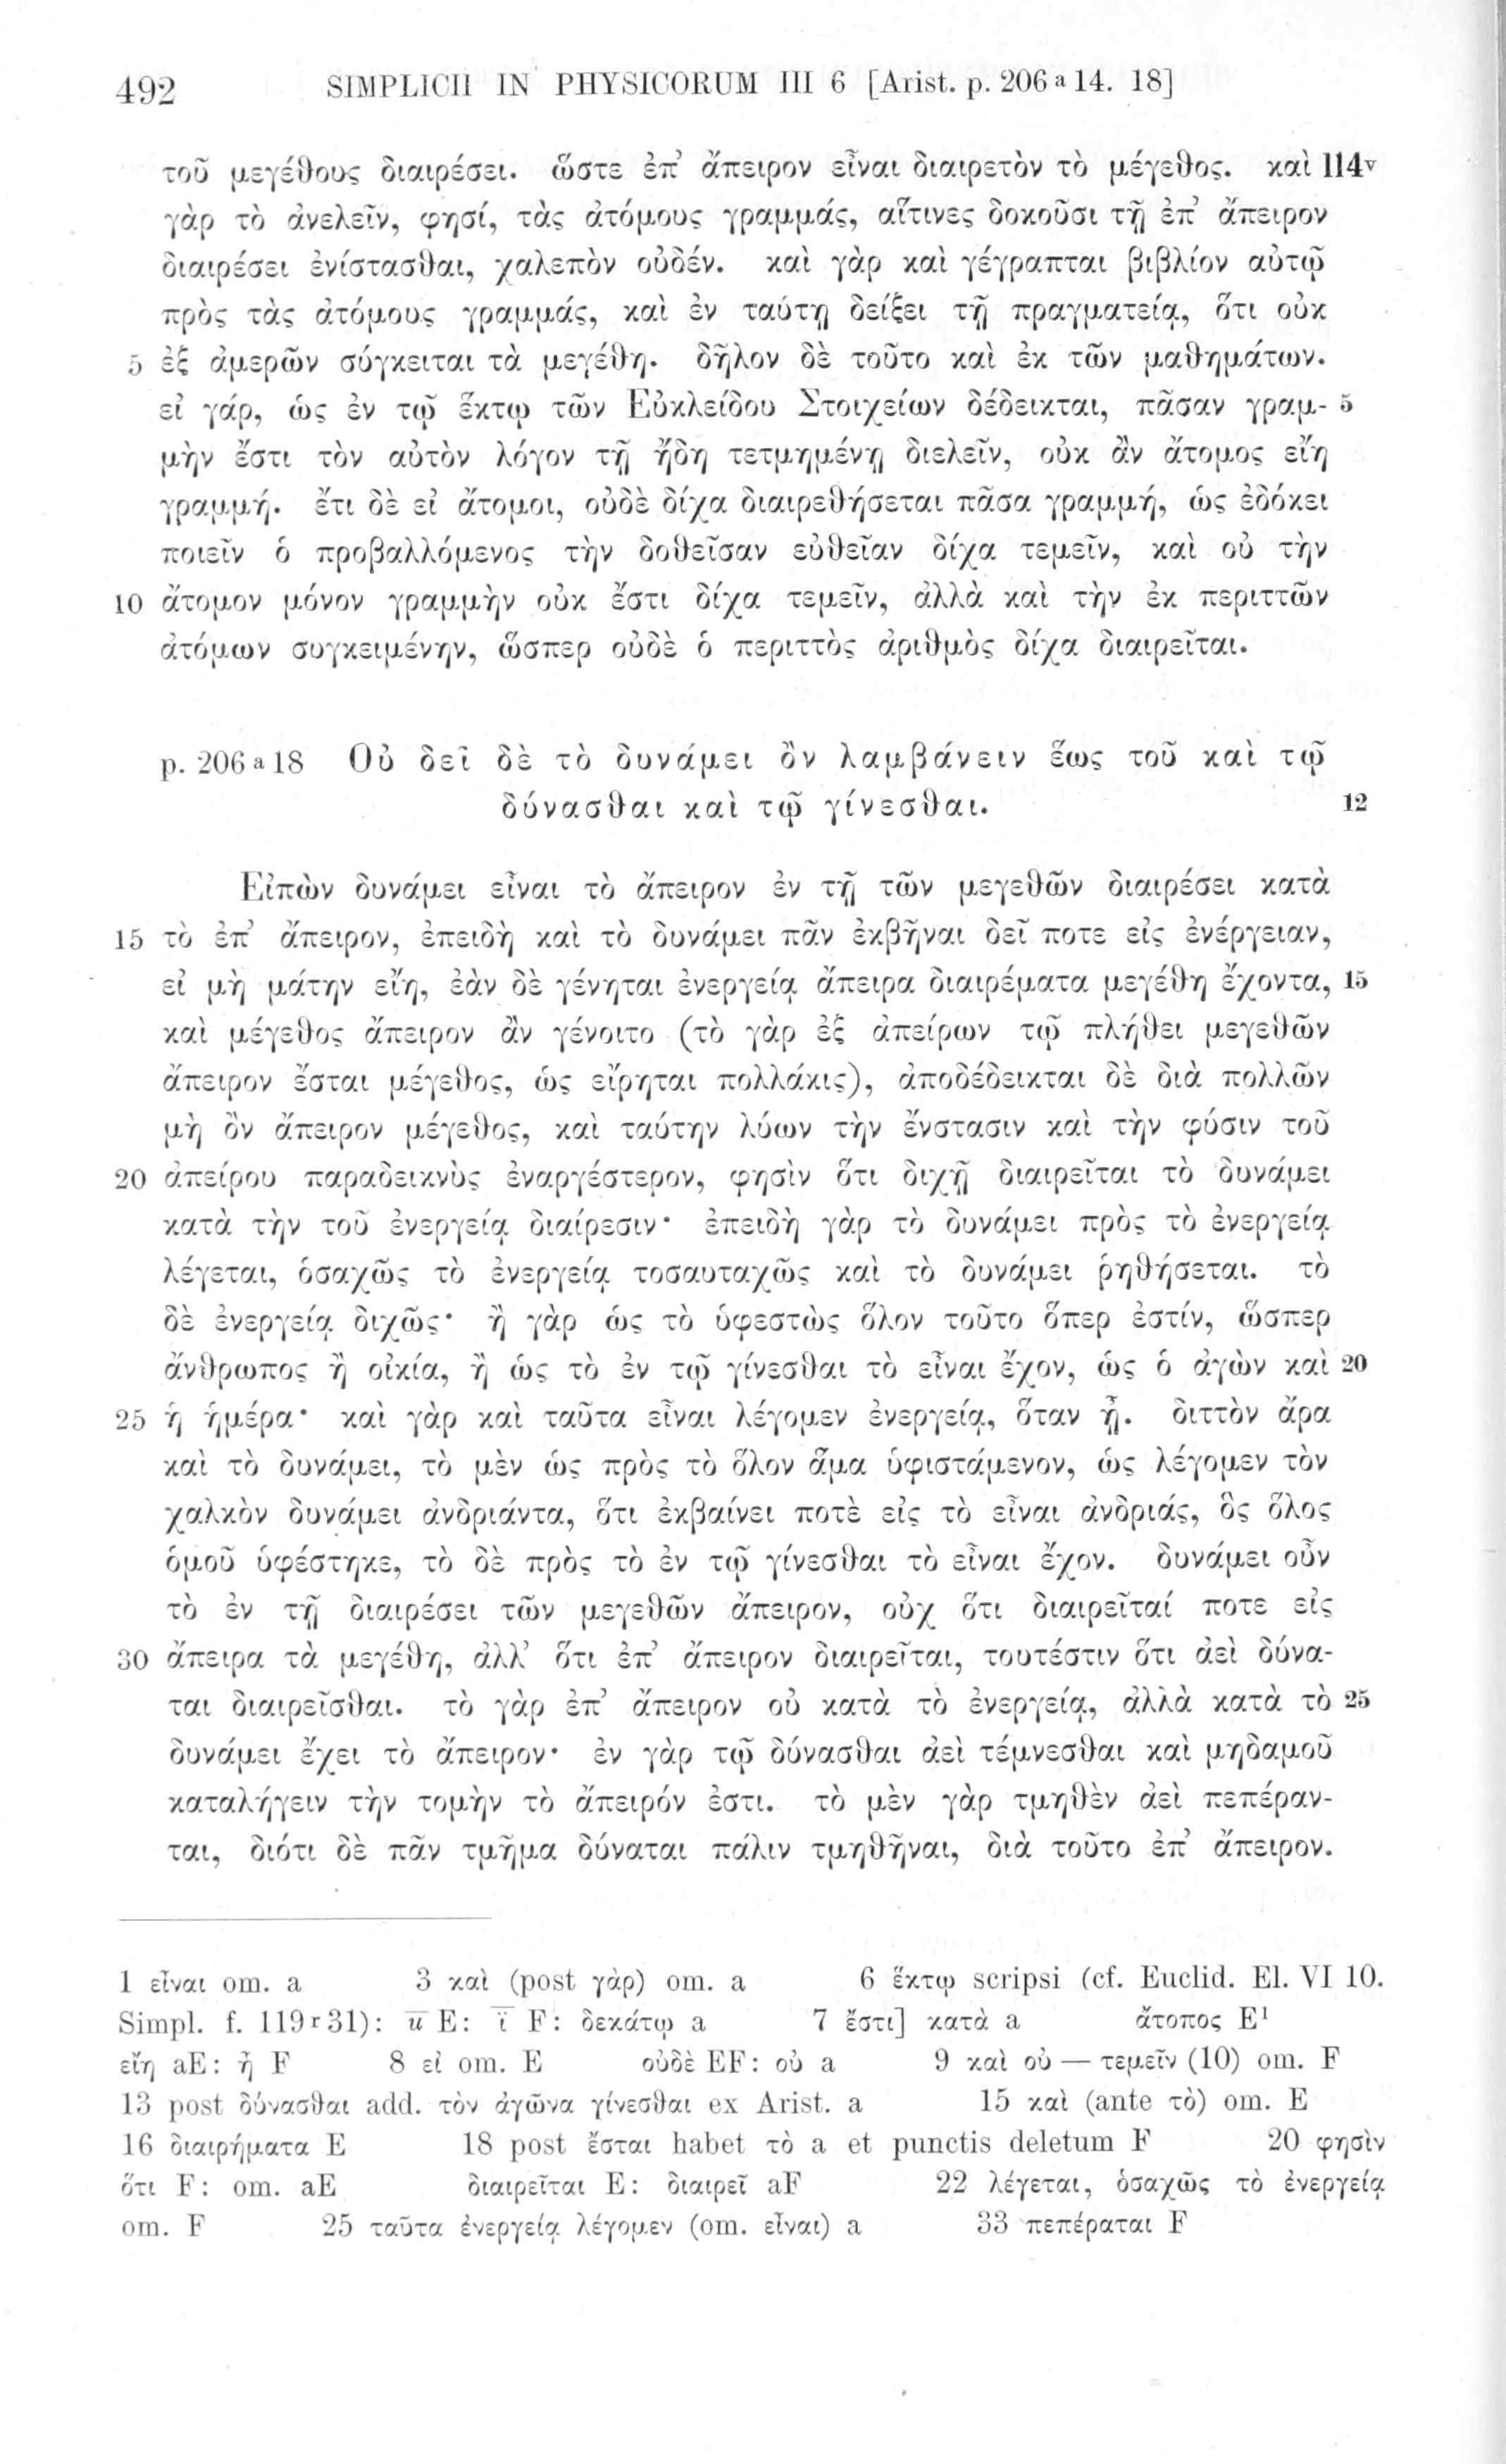 492 SIMPLICII IN PHYSICORUM III 6 [Arist. p. 206 a 14. 18]
τοῦ μεγέθους διαιρέσει. ὥστε ἐπ’ ἄπειρον εἶναι διαιρετὸν τὸ μέγεθος. καὶ 114v
γὰρ τὸ ἀνελεῖν, φησί, τὰς ἀτόμους γραμμάς, αἵτινες δοκοῦσι τῇ ἐπ’ ἄπειρον
διαιρέσει ἐνίστασθαι, χαλεπὸν οὐδέν. καὶ γὰρ καὶ γέγραπται βιβλίον αὐτῷ
πρὸς τὰς ἀτόμους γραμμάς, καὶ ἐν ταύτῃ δείξει τῇ πραγματείᾳ, ὅτι οὐκ
5 ἐξ ἀμερῶν σύγκειται τὰ μεγέθη. δῆλον δὲ τοῦτο καὶ ἐκ τῶν μαθημάτων.
εἰ γάρ, ὡς ἐν τῷ ἕκτῳ τῶν Εὐκλείδου Στοιχείων δέδεικται, πᾶσαν γραμ- 5
μὴν ἔστι τὸν αὐτὸν λόγον τῇ ἤδη τετμημένῃ διελεῖν, οὐκ ἂν ἄτομος εἴη
γραμμή. ἔτι δὲ εἰ ἄτομοι, οὐδὲ δίχα διαιρεθήσεται πᾶσα γραμμή, ὡς ἐδόκει
ποιεῖν ὁ προβαλλόμενος τὴν δοθεῖσαν εὐθεῖαν δίχα τεμεῖν, καὶ οὐ τὴν
10 ἄτομον μόνον γραμμὴν οὐκ ἔστι δίχα τεμεῖν, ἀλλὰ καὶ τὴν ἐκ περιττῶν
ἀτόμων συγκειμένην, ὥσπερ οὐδὲ ὁ περιττὸς ἀριθμὸς δίχα διαιρεῖται.
p. 206 a 18 Οὐ δεῖ δὲ τὸ δυνάμει ὂν λαμβάνειν ἕως τοῦ καὶ τῷ
δύνασθαι καὶ τῷ γίνεσθαι. 12
Εἰπὼν δυνάμει εἶναι τὸ ἄπειρον ἐν τῇ τῶν μεγεθῶν διαιρέσει κατὰ
15 τὸ ἐπ’ ἄπειρον, ἐπειδὴ καὶ τὸ δυνάμει πᾶν ἐκβῆναι δεῖ ποτε εἰς ἐνέργειαν,
εἰ μὴ μάτην εἴη, ἐὰν δὲ γένηται ἐνεργείᾳ ἄπειρα διαιρέματα μεγέθη ἔχοντα, 15
καὶ μέγεθος ἄπειρον ἂν γένοιτο (τὸ γὰρ ἐξ ἀπείρων τῷ πλήθει μεγεθῶν
ἄπειρον ἔσται μέγεθος, ὡς εἴρηται πολλάκις), ἀποδέδεικται δὲ διὰ πολλῶν
μὴ ὂν ἄπειρον μέγεθος, καὶ ταύτην λύων τὴν ἔνστασιν καὶ τὴν φύσιν τοῦ
20 ἀπείρου παραδεικνὺς ἐναργέστερον, φησὶν ὅτι διχῇ διαιρεῖται τὸ δυνάμει
κατὰ τὴν τοῦ ἐνεργείᾳ διαίρεσιν· ἐπειδὴ γὰρ τὸ δυνάμει πρὸς τὸ ἐνεργείᾳ
λέγεται, ὁσαχῶς τὸ ἐνεργείᾳ τοσαυταχῶς καὶ τὸ δυνάμει ῥηθήσεται. τὸ
δὲ ἐνεργείᾳ διχῶς· ἢ γὰρ ὡς τὸ ὑφεστὼς ὅλον τοῦτο ὅπερ ἐστίν, ὥσπερ
ἄνθρωπος ἢ οἰκία, ἢ ὡς τὸ ἐν τῷ γίνεσθαι τὸ εἶναι ἔχον, ὡς ὁ ἀγὼν καὶ 20
25 ἡ ἡμέρα· καὶ γὰρ καὶ ταῦτα εἶναι λέγομεν ἐνεργείᾳ, ὅταν ᾖ. διττὸν ἄρα
καὶ τὸ δυνάμει, τὸ μὲν ὡς πρὸς τὸ ὅλον ἅμα ὑφιστάμενον, ὡς λέγομεν τὸν
χαλκὸν δυνάμει ἀνδριάντα, ὅτι ἐκβαίνει ποτὲ εἰς τὸ εἶναι ἀνδριάς, ὃς ὅλος
ὁμοῦ ὑφέστηκε, τὸ δὲ πρὸς τὸ ἐν τῷ γίνεσθαι τὸ εἶναι ἔχον. δυνάμει οὖν
τὸ ἐν τῇ διαιρέσει τῶν μεγεθῶν ἄπειρον, οὐχ ὅτι διαιρεῖταί ποτε εἰς
30 ἄπειρα τὰ μεγέθη, ἀλλ’ ὅτι ἐπ’ ἄπειρον διαιρεῖται, τουτέστιν ὅτι ἀεὶ δύνα-
ται διαιρεῖσθαι. τὸ γὰρ ἐπ’ ἄπειρον οὐ κατὰ τὸ ἐνεργείᾳ, ἀλλὰ κατὰ τὸ 25
δυνάμει ἔχει τὸ ἄπειρον· ἐν γὰρ τῷ δύνασθαι ἀεὶ τέμνεσθαι καὶ μηδαμοῦ
καταλήγειν τὴν τομὴν τὸ ἄπειρόν ἐστι. τὸ μὲν γὰρ τμηθὲν ἀεὶ πεπέραν-
ται, διότι δὲ πᾶν τμῆμα δύναται πάλιν τμηθῆναι, διὰ τοῦτο ἐπ’ ἄπειρον.
1 εἶναι om. a 3 καὶ (post γὰρ) om. a 6 ἕκτῳ scripsi (cf. Euclid. El. VI 10.
Simpl. f. 119 r 31): u̅ E: ϊ̅ F: δεκάτῳ a 7 ἔστι] κατὰ a ἄτοπος E¹
εἴη aE: ᾖ F 8 εἰ om. E οὐδὲ EF: οὐ a 9 καὶ οὐ — τεμεῖν (10) om. F
13 post δύνασθαι add. τὸν ἀγῶνα γίνεσθαι ex Arist. a 15 καὶ (ante τὸ) om. E
16 διαιρήματα E 18 post ἔσται habet τὸ a et punctis deletum F 20 φησὶν
ὅτι F: om. aE διαιρεῖται E: διαιρεῖ aF 22 λέγεται, ὁσαχῶς τὸ ἐνεργείᾳ
om. F 25 ταῦτα ἐνεργείᾳ λέγομεν (om. εἶναι) a 33 πεπέραται F